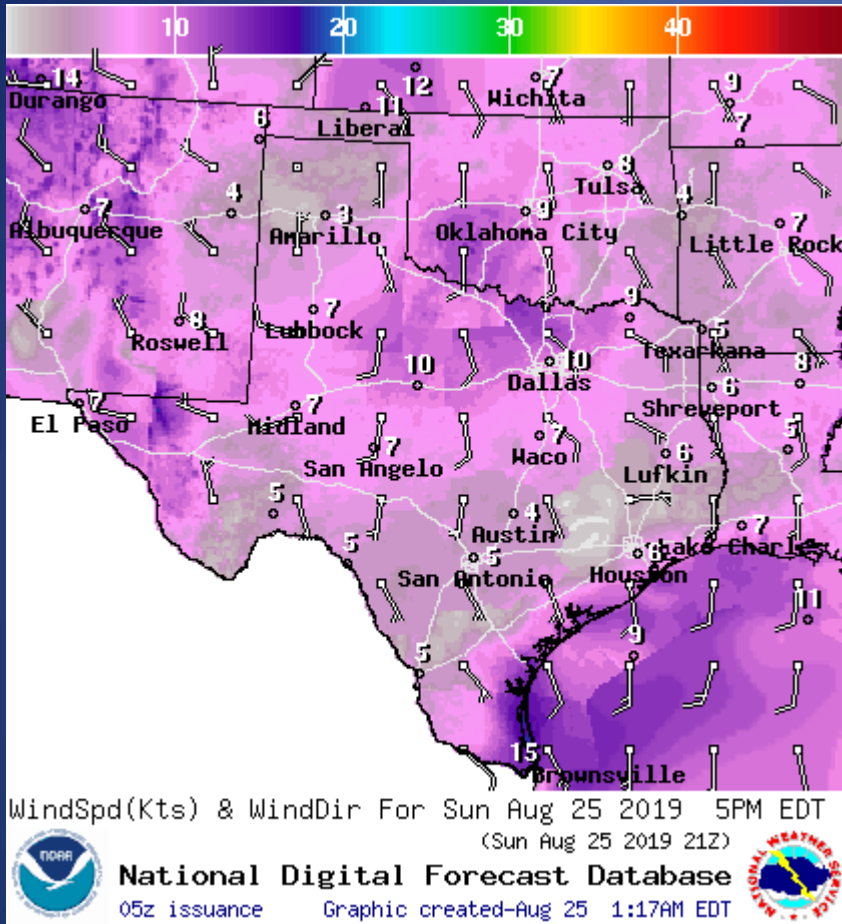 10 20 30 40
14 12 7 9
Durango Wichita
11
Liberal
6 7
8
Tulsa
7 4 3 9 4 7
Albuquerque Amarillo Oklahoma City Little Rock
7 9
8 5
Roswell Lubbock Texarkana
10 10 8
Dallas
7 7 6
El Paso Midland Shreveport
7 7 6 5
San Angelo Waco Lufkin
5 4 7
Austin
5 5 6
Lake Charles
San Antonio Houston
11
9
5
15
Brownsville
WindSpd(Kts) & WindDir For Sun Aug 25 2019 5PM EDT
(Sun Aug 25 2019 21Z)
NOAA
National Digital Forecast Database
05z issuance Graphic created-Aug 25 1:17AM EDT
NATIONAL WEATHER SERVICE